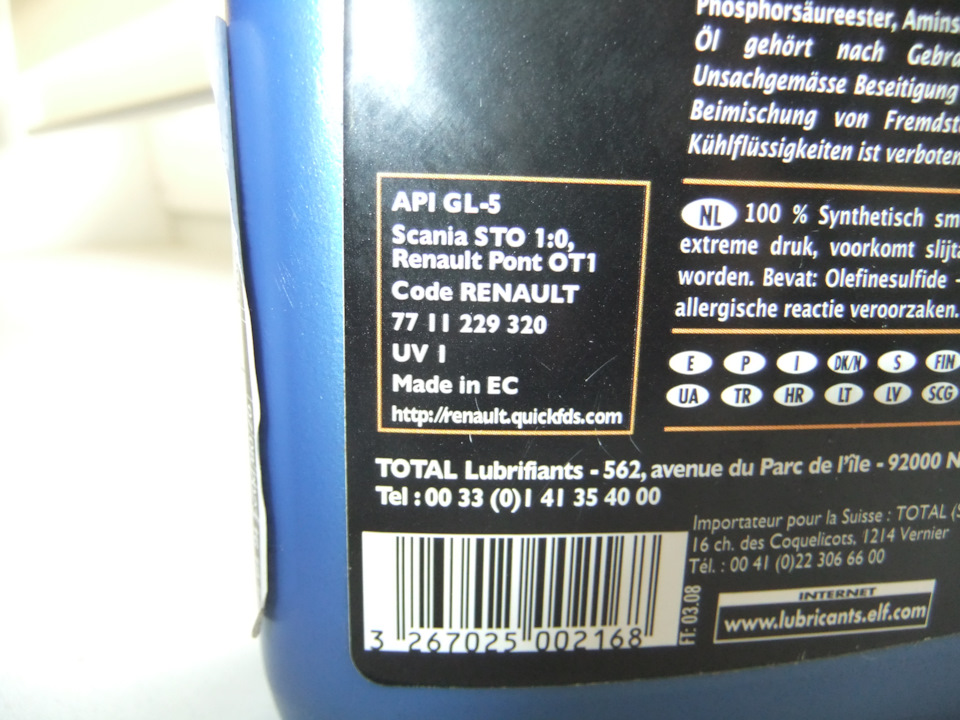 Phosphorsäureester,
Öl gehört nach
Unsachgemässe Beseitigung
Beimischung von
Kühlflüssigkeiten ist verboten
API GL-5
Scania STO 1:0,
Renault Pont OT1
Code RENAULT
77 11 229 320
UV 1
Made in EC
http://renault.quickfds.com
NL 100 % Synthetisch
extreme druk, voorkomt
worden. Bevat: Olefinesulfide -
allergische reactie veroorzaken.
E P I DK/N S FIN
UA TR HR LT LV SCG
TOTAL Lubrifiants - 562, avenue du Parc de l'île - 92000 N
Tel : 00 33 (0)1 41 35 40 00
Importateur pour la Suisse : TOTAL
16 ch. des Coquelicots, 1214 Vernier
Tél. : 00 41 (0)22 306 66 00
INTERNET
www.lubricants.elf.com
FT: 03.08
3 267025 002168